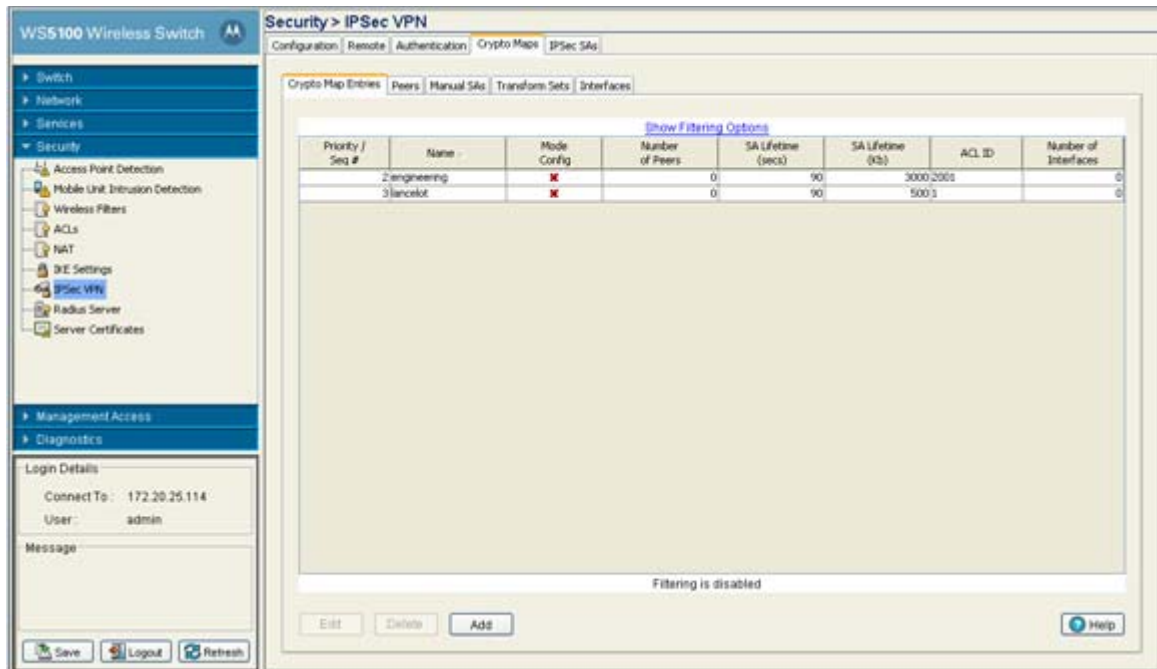 WS5100 Wireless Switch
Switch
Network
Services
Security
Access Point Detection
Mobile Unit Intrusion Detection
Wireless Filters
ACLs
NAT
IKE Settings
IPSec VPN
Radius Server
Server Certificates
Management Access
Diagnostics
Login Details
Connect To : 172.20.25.114
User : admin
Message
Save Logout Refresh
Security > IPSec VPN
Configuration Remote Authentication Crypto Maps IPSec SAs
Crypto Map Entries Peers Manual SAs Transform Sets Interfaces
Show Filtering Options
Priority / Seq # Name Mode Config Number of Peers SA Lifetime (secs) SA Lifetime (Kb) ACL ID Number of Interfaces
2 engineering 0 90 3000 2001 0
3 lancelot 0 90 500 1 0
Filtering is disabled
Edit Delete Add Help